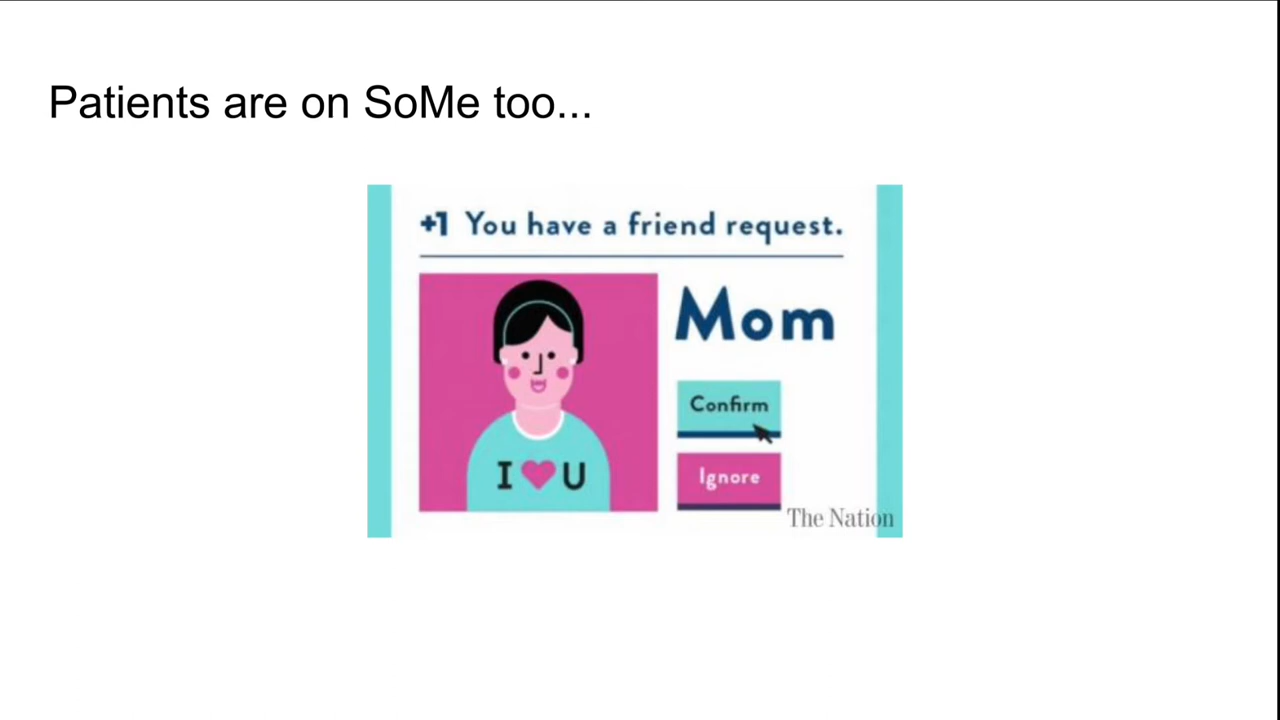 Patients are on SoMe too...
+1 You have a friend request.
Mom
Confirm
I ♥ U
Ignore
The Nation